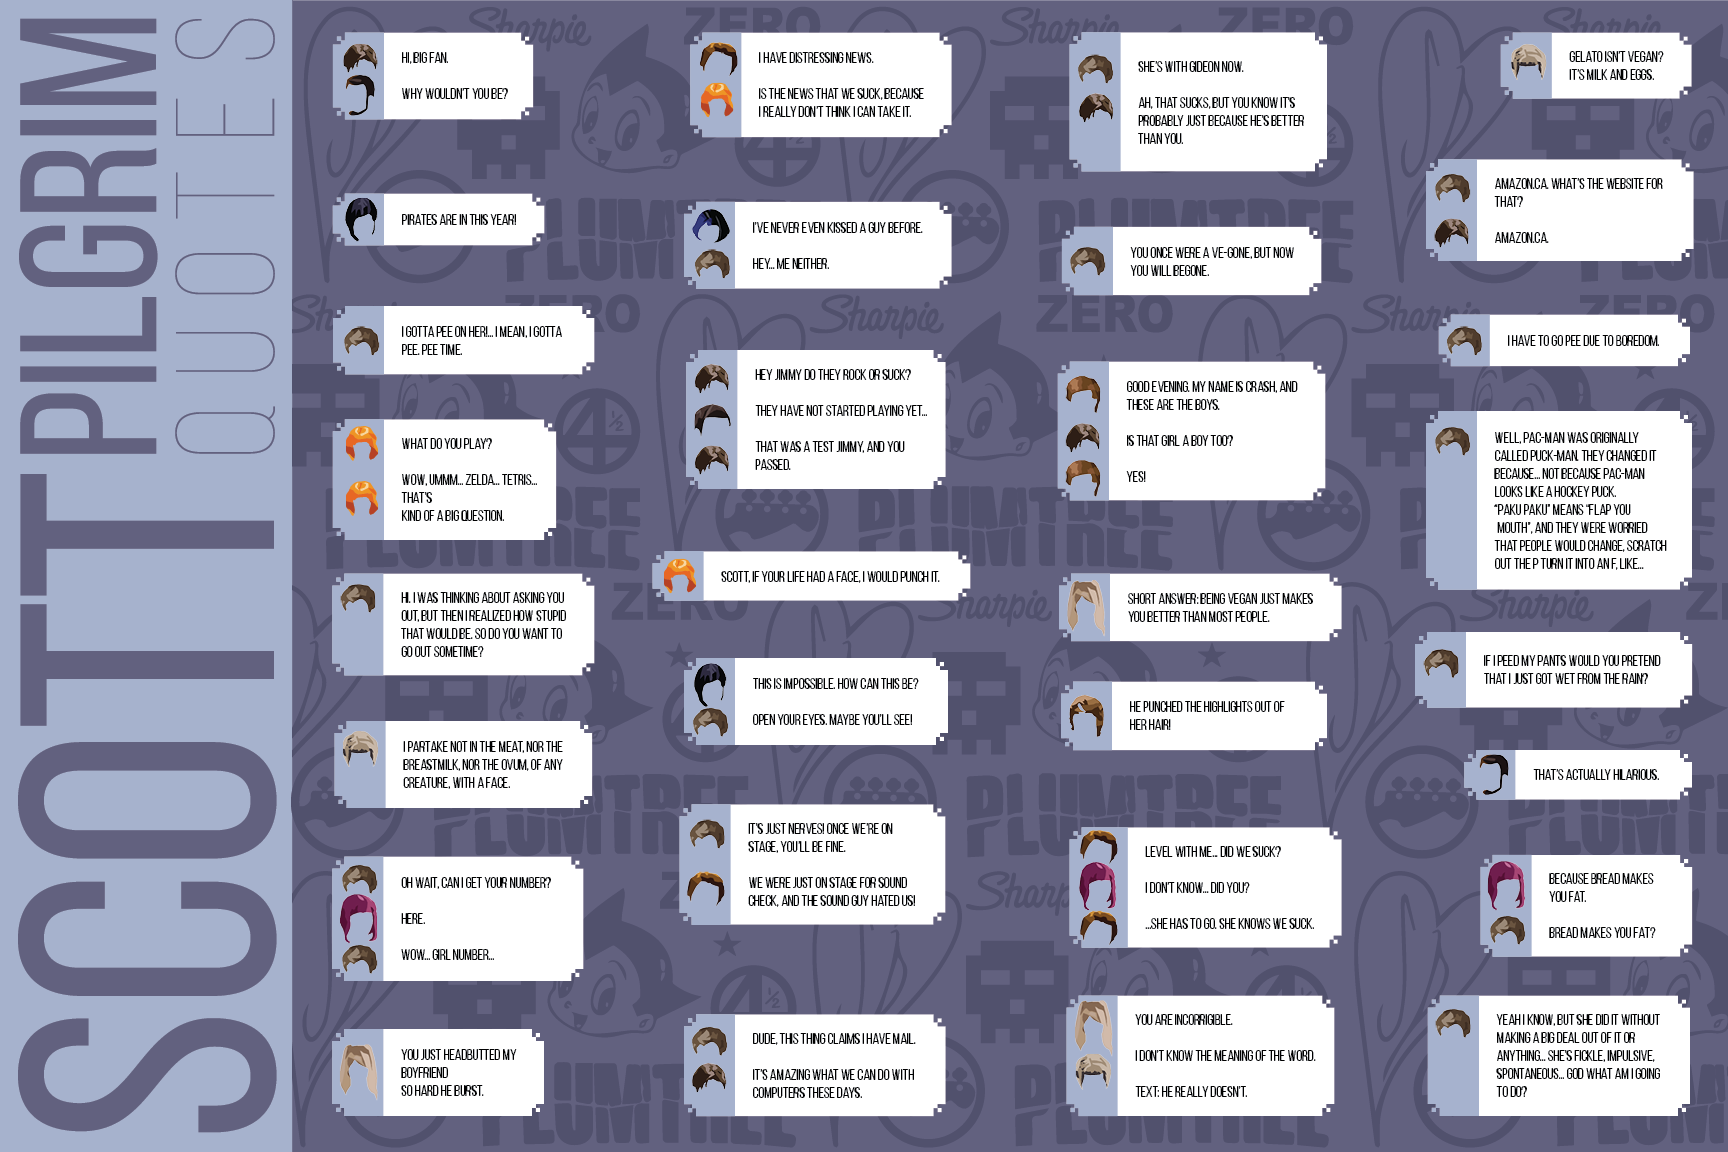 SCOTT PILGRIM
QUOTES
HI, BIG FAN.
WHY WOULDN'T YOU BE?
PIRATES ARE IN THIS YEAR!
I GOTTA PEE ON HER!... I MEAN, I GOTTA
PEE. PEE TIME.
WHAT DO YOU PLAY?
WOW, UMMM... ZELDA... TETRIS...
THAT'S
KIND OF A BIG QUESTION.
HI. I WAS THINKING ABOUT ASKING YOU
OUT, BUT THEN I REALIZED HOW STUPID
THAT WOULD BE. SO DO YOU WANT TO
GO OUT SOMETIME?
I PARTAKE NOT IN THE MEAT, NOR THE
BREASTMILK, NOR THE OVUM, OF ANY
CREATURE, WITH A FACE.
OH WAIT, CAN I GET YOUR NUMBER?
HERE.
WOW... GIRL NUMBER...
YOU JUST HEADBUTTED MY
BOYFRIEND
SO HARD HE BURST.
I HAVE DISTRESSING NEWS.
IS THE NEWS THAT WE SUCK, BECAUSE
I REALLY DON'T THINK I CAN TAKE IT.
I'VE NEVER EVEN KISSED A GUY BEFORE.
HEY... ME NEITHER.
HEY JIMMY DO THEY ROCK OR SUCK?
THEY HAVE NOT STARTED PLAYING YET...
THAT WAS A TEST JIMMY, AND YOU
PASSED.
SCOTT, IF YOUR LIFE HAD A FACE, I WOULD PUNCH IT.
THIS IS IMPOSSIBLE. HOW CAN THIS BE?
OPEN YOUR EYES. MAYBE YOU'LL SEE!
IT'S JUST NERVES! ONCE WE'RE ON
STAGE, YOU'LL BE FINE.
WE WERE JUST ON STAGE FOR SOUND
CHECK, AND THE SOUND GUY HATED US!
DUDE, THIS THING CLAIMS I HAVE MAIL.
IT'S AMAZING WHAT WE CAN DO WITH
COMPUTERS THESE DAYS.
SHE'S WITH GIDEON NOW.
AH, THAT SUCKS, BUT YOU KNOW IT'S
PROBABLY JUST BECAUSE HE'S BETTER
THAN YOU.
YOU ONCE WERE A VE-GONE, BUT NOW
YOU WILL BEGONE.
GOOD EVENING. MY NAME IS CRASH, AND
THESE ARE THE BOYS.
IS THAT GIRL A BOY TOO?
YES!
SHORT ANSWER: BEING VEGAN JUST MAKES
YOU BETTER THAN MOST PEOPLE.
HE PUNCHED THE HIGHLIGHTS OUT OF
HER HAIR!
LEVEL WITH ME... DID WE SUCK?
I DON'T KNOW... DID YOU?
...SHE HAS TO GO. SHE KNOWS WE SUCK.
YOU ARE INCORRIGIBLE.
I DON'T KNOW THE MEANING OF THE WORD.
TEXT: HE REALLY DOESN'T.
GELATO ISN'T VEGAN?
IT'S MILK AND EGGS.
AMAZON.CA. WHAT'S THE WEBSITE FOR
THAT?
AMAZON.CA.
I HAVE TO GO PEE DUE TO BOREDOM.
WELL, PAC-MAN WAS ORIGINALLY
CALLED PUCK-MAN. THEY CHANGED IT
BECAUSE... NOT BECAUSE PAC-MAN
LOOKS LIKE A HOCKEY PUCK.
"PAKU PAKU" MEANS "FLAP YOU
MOUTH", AND THEY WERE WORRIED
THAT PEOPLE WOULD CHANGE, SCRATCH
OUT THE P TURN IT INTO AN F, LIKE...
IF I PEED MY PANTS WOULD YOU PRETEND
THAT I JUST GOT WET FROM THE RAIN?
THAT'S ACTUALLY HILARIOUS.
BECAUSE BREAD MAKES
YOU FAT.
BREAD MAKES YOU FAT?
YEAH I KNOW, BUT SHE DID IT WITHOUT
MAKING A BIG DEAL OUT OF IT OR
ANYTHING... SHE'S FICKLE, IMPULSIVE,
SPONTANEOUS... GOD WHAT AM I GOING
TO DO?
Sharpie
ZERO
PLUMTREE
4 1/2